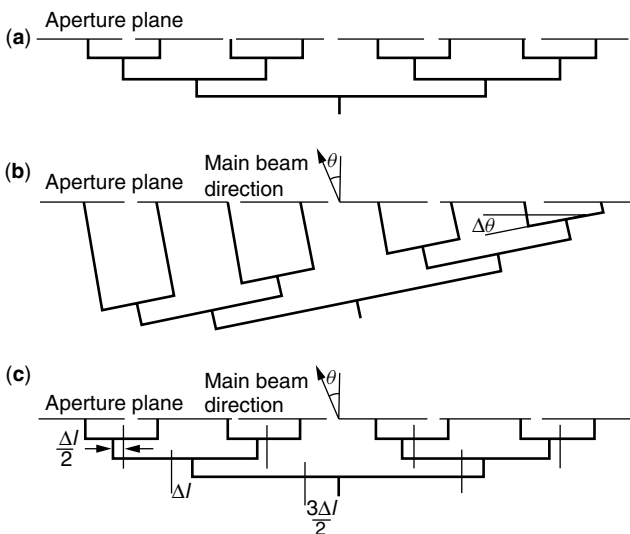 Aperture plane
(a)
θ
Main beam
direction
(b)
Aperture plane
Δθ
θ
Main beam
direction
(c)
Aperture plane
Δl
2
Δl
3Δl
2